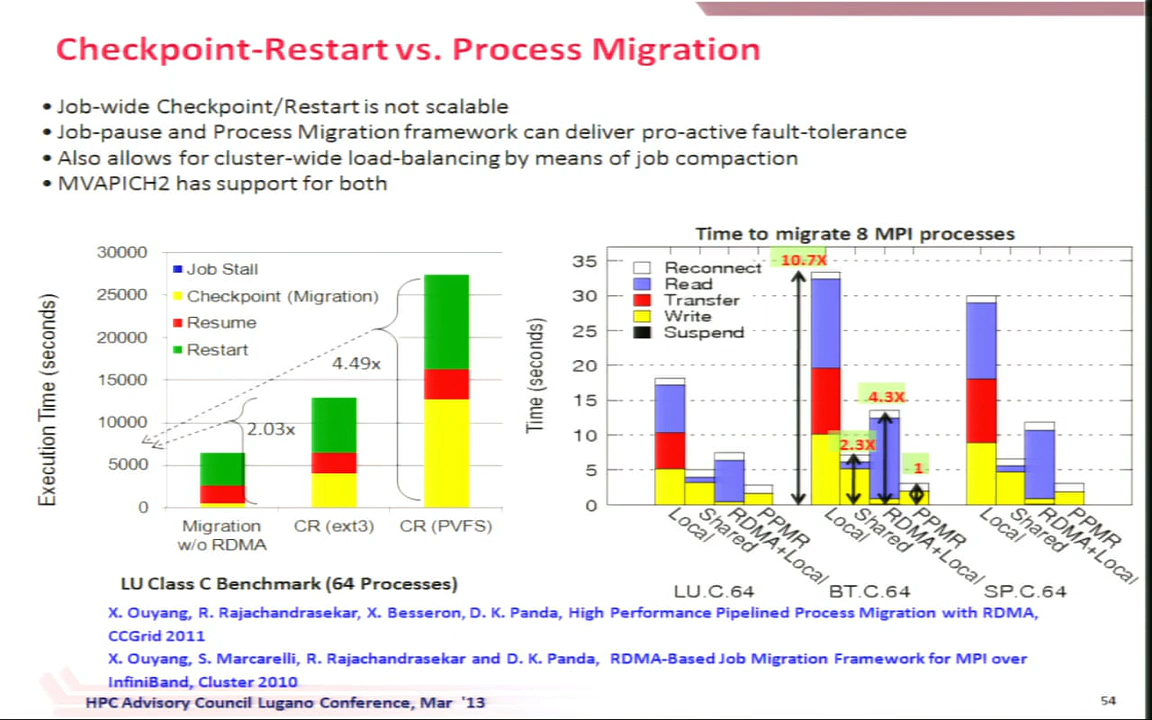 Checkpoint-Restart vs. Process Migration
• Job-wide Checkpoint/Restart is not scalable
• Job-pause and Process Migration framework can deliver pro-active fault-tolerance
• Also allows for cluster-wide load-balancing by means of job compaction
• MVAPICH2 has support for both
Execution Time (seconds)
30000
25000
20000
15000
10000
5000
0
Job Stall
Checkpoint (Migration)
Resume
Restart
4.49x
2.03x
Migration w/o RDMA
CR (ext3)
CR (PVFS)
LU Class C Benchmark (64 Processes)
Time to migrate 8 MPI processes
Time (seconds)
35
30
25
20
15
10
5
0
Reconnect
Read
Transfer
Write
Suspend
10.7X
2.3X
4.3X
1
Local
Shared
RDMA+Local
PPMR
Local
Shared
RDMA+Local
PPMR
Local
Shared
RDMA+Local
PPMR
LU.C.64
BT.C.64
SP.C.64
X. Ouyang, R. Rajachandrasekar, X. Besseron, D. K. Panda, High Performance Pipelined Process Migration with RDMA,
CCGrid 2011
X. Ouyang, S. Marcarelli, R. Rajachandrasekar and D. K. Panda, RDMA-Based Job Migration Framework for MPI over
InfiniBand, Cluster 2010
HPC Advisory Council Lugano Conference, Mar '13
54